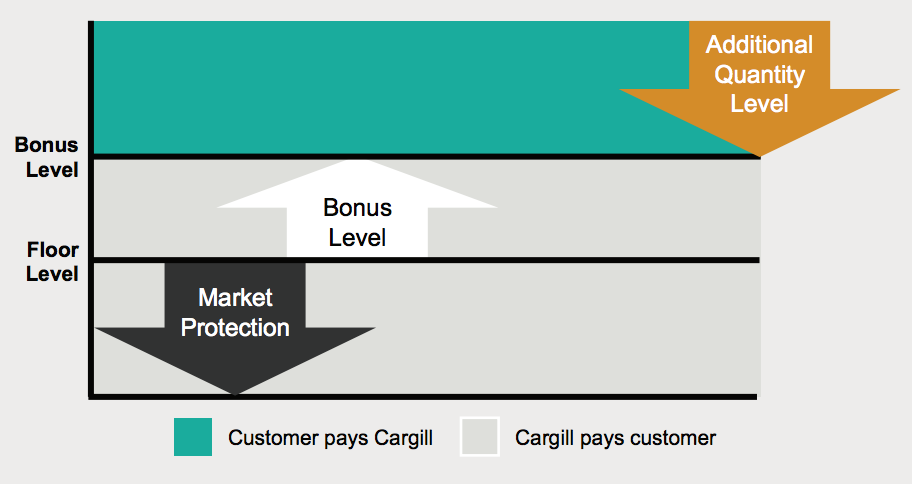 Additional
Quantity
Level
Bonus
Level
Bonus
Level
Floor
Level
Market
Protection
Customer pays Cargill
Cargill pays customer